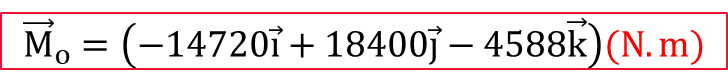 M⃗ₒ = (−14720i⃗ + 18400j⃗ − 4588k⃗)(N.m)